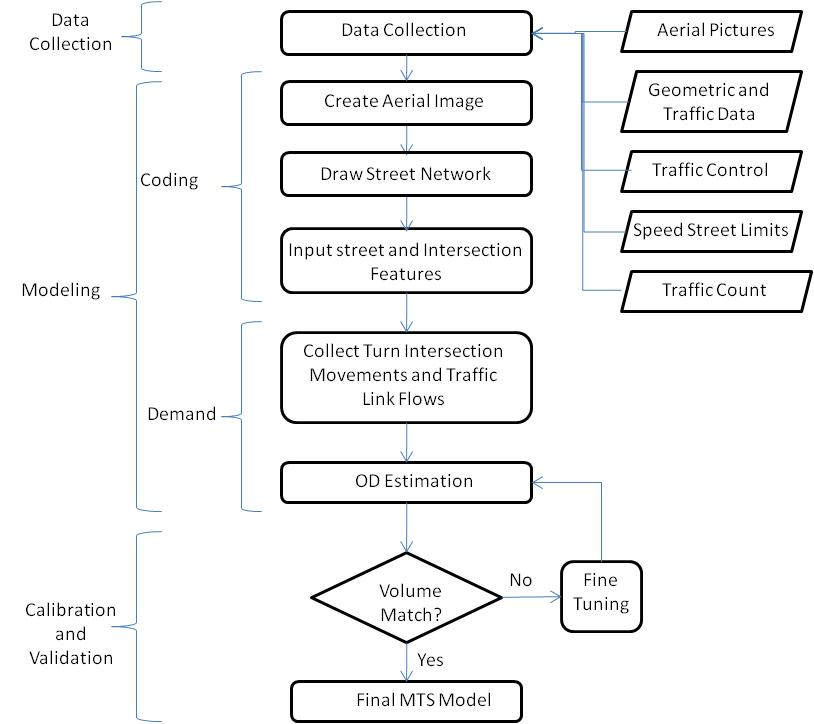 Data
Collection
Data Collection
Aerial Pictures
Geometric and
Traffic Data
Traffic Control
Speed Street Limits
Traffic Count
Modeling
Coding
Create Aerial Image
Draw Street Network
Input street and Intersection
Features
Demand
Collect Turn Intersection
Movements and Traffic
Link Flows
OD Estimation
Calibration
and
Validation
Volume
Match?
No
Fine
Tuning
Yes
Final MTS Model